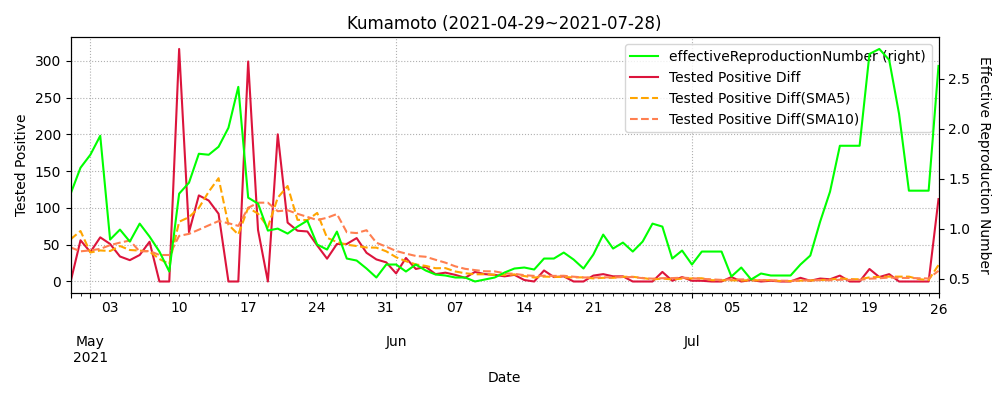 Kumamoto (2021-04-29~2021-07-28)
effectiveReproductionNumber (right)
Tested Positive Diff
Tested Positive Diff(SMA5)
Tested Positive Diff(SMA10)
Tested Positive
300
250
200
150
100
50
0
Effective Reproduction Number
2.5
2.0
1.5
1.0
0.5
03 10 17 24 07 14 21 28 05 12 19 26
May Jun Jul
2021
Date